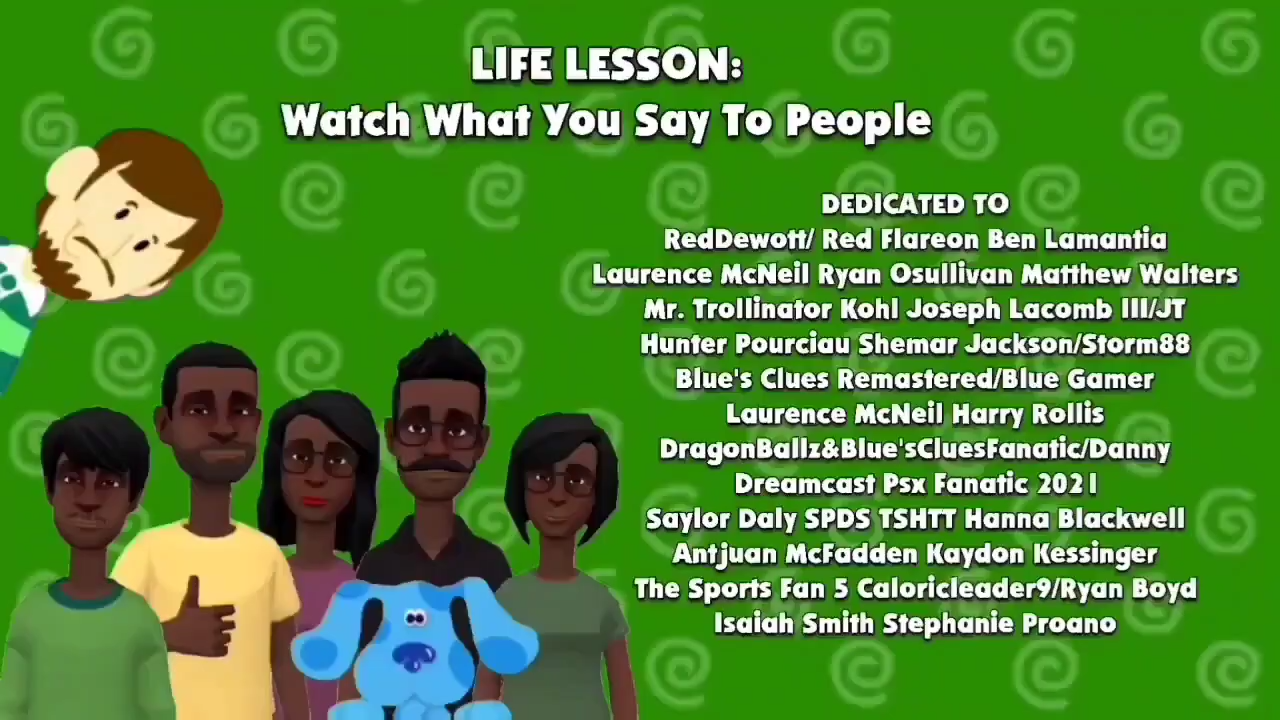 LIFE LESSON:
Watch What You Say To People
DEDICATED TO
RedDewott/ Red Flareon Ben Lamantia
Laurence McNeil Ryan Osullivan Matthew Walters
Mr. Trollinator Kohl Joseph Lacomb III/JT
Hunter Pourciau Shemar Jackson/Storm88
Blue's Clues Remastered/Blue Gamer
Laurence McNeil Harry Rollis
DragonBallz&Blue'sCluesFanatic/Danny
Dreamcast Psx Fanatic 2021
Saylor Daly SPDS TSHTT Hanna Blackwell
Antjuan McFadden Kaydon Kessinger
The Sports Fan 5 Caloricleader9/Ryan Boyd
Isaiah Smith Stephanie Proano